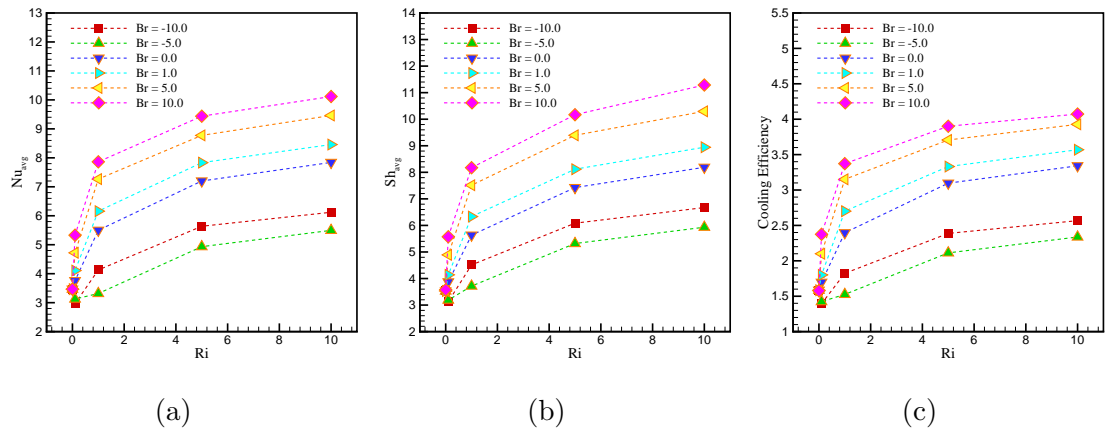 13
12
11
10
9
8
7
6
5
4
3
2
Nu_avg
0 2 4 6 8 10
Ri
Br = -10.0
Br = -5.0
Br = 0.0
Br = 1.0
Br = 5.0
Br = 10.0
(a)
14
13
12
11
10
9
8
7
6
5
4
3
2
Sh_avg
0 2 4 6 8 10
Ri
Br = -10.0
Br = -5.0
Br = 0.0
Br = 1.0
Br = 5.0
Br = 10.0
(b)
5.5
5
4.5
4
3.5
3
2.5
2
1.5
1
Cooling Efficiency
0 2 4 6 8 10
Ri
Br = -10.0
Br = -5.0
Br = 0.0
Br = 1.0
Br = 5.0
Br = 10.0
(c)